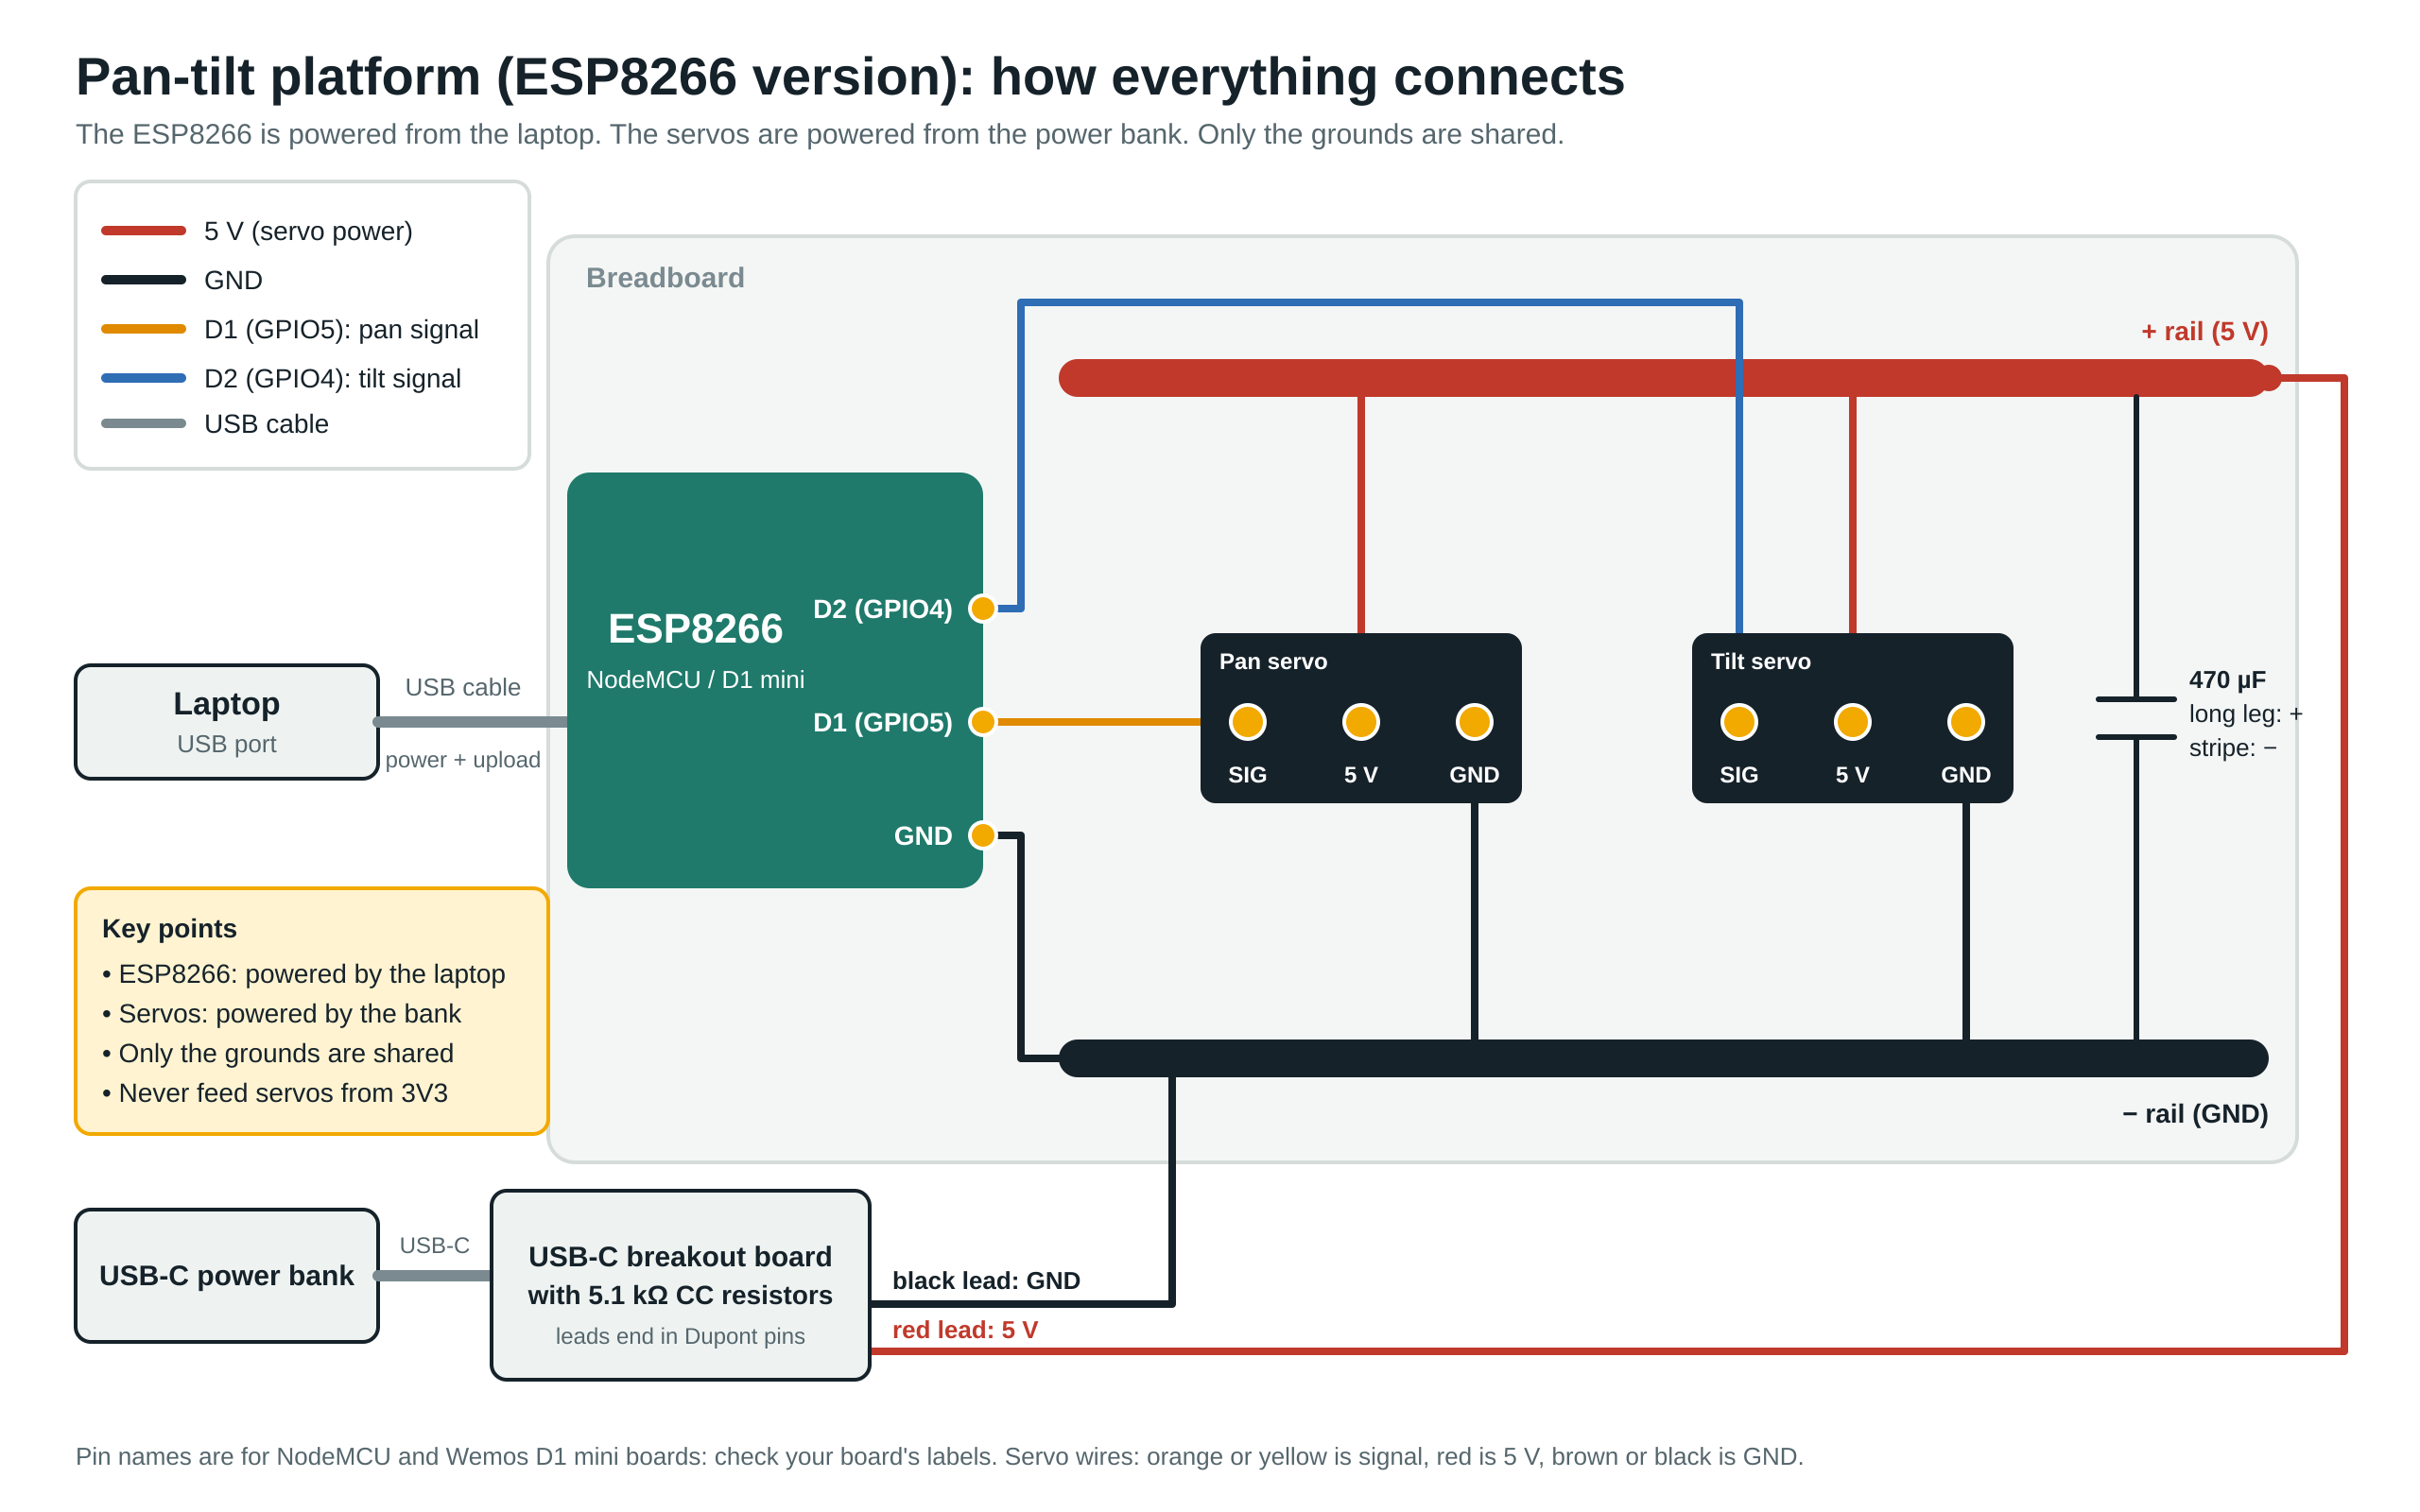 Pan-tilt platform (ESP8266 version): how everything connects
The ESP8266 is powered from the laptop. The servos are powered from the power bank. Only the grounds are shared.
5 V (servo power)
GND
D1 (GPIO5): pan signal
D2 (GPIO4): tilt signal
USB cable
Breadboard
+ rail (5 V)
ESP8266
NodeMCU / D1 mini
D2 (GPIO4)
D1 (GPIO5)
GND
Laptop
USB port
USB cable
power + upload
Pan servo
SIG
5 V
GND
Tilt servo
SIG
5 V
GND
470 µF
long leg: +
stripe: −
Key points
• ESP8266: powered by the laptop
• Servos: powered by the bank
• Only the grounds are shared
• Never feed servos from 3V3
− rail (GND)
USB-C power bank
USB-C
USB-C breakout board
with 5.1 kΩ CC resistors
leads end in Dupont pins
black lead: GND
red lead: 5 V
Pin names are for NodeMCU and Wemos D1 mini boards: check your board's labels. Servo wires: orange or yellow is signal, red is 5 V, brown or black is GND.